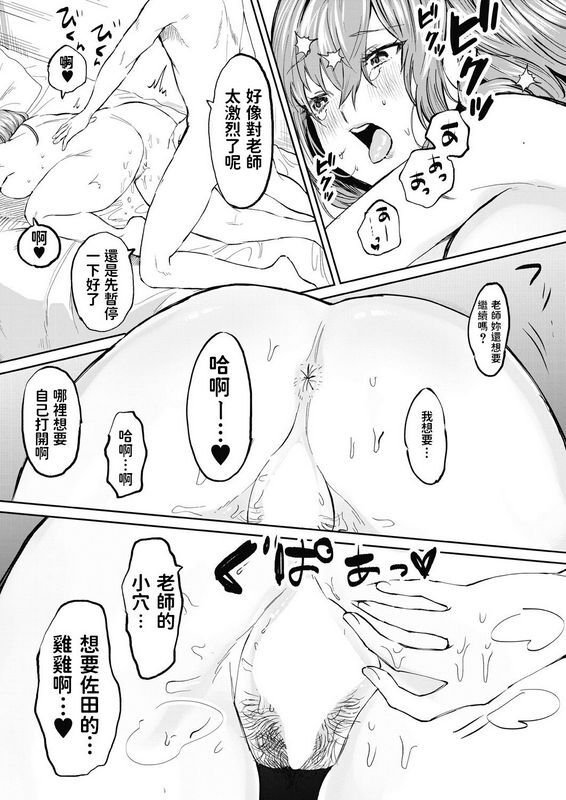 ビクッ
ビクッ
あぁっ
あっ
あっ
好像對老師
太激烈了呢
啊♥
啊♥
還是先暫停
一下好了
老師妳還想要
繼續嗎?
我想要…
哈啊ー…♥
哈啊…啊
哪裡想要
自己打開啊
ぐぱぁっ♥
老師的
小穴…
想要佐田的…
雞雞啊…♥